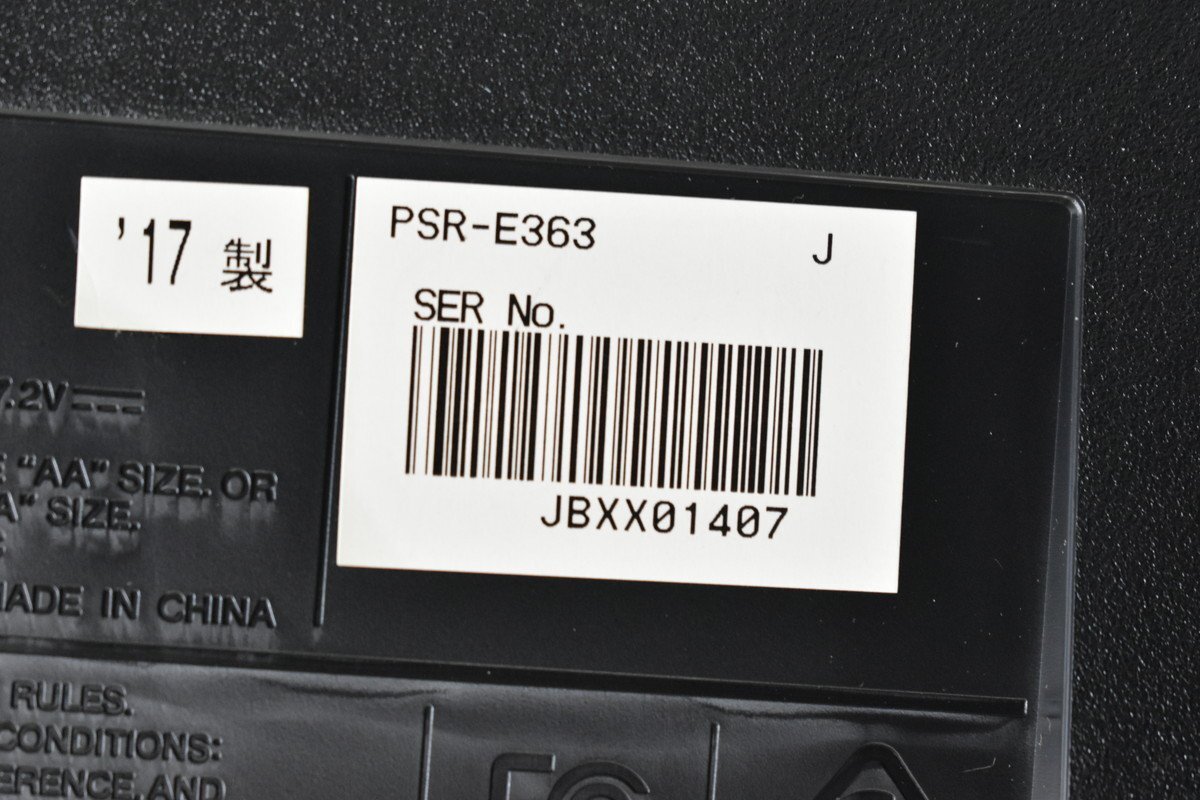 '17 製
PSR-E363 J
SER No.
JBXX01407
7.2V
"AA" SIZE. OR
SIZE.
MADE IN CHINA
RULES.
CONDITIONS:
AND